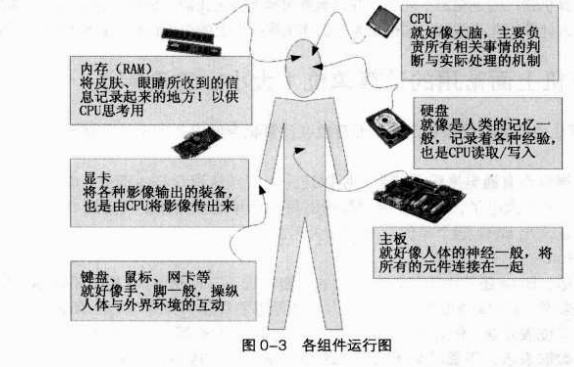 CPU
就好像大脑，主要负
责所有相关事情的判
断与实际处理的机制
内存（RAM）
将皮肤、眼睛所收到的信
息记录起来的地方！以供
CPU思考用
硬盘
就像是人类的记忆一
般，记录着各种经验，
也是CPU读取/写入
显卡
将各种影像输出的装备，
也是由CPU将影像传出来
主板
就好像人体的神经一般，将
所有的元件连接在一起
键盘、鼠标、网卡等
就好像手、脚一般，操纵
人体与外界环境的互动
图 0-3　各组件运行图